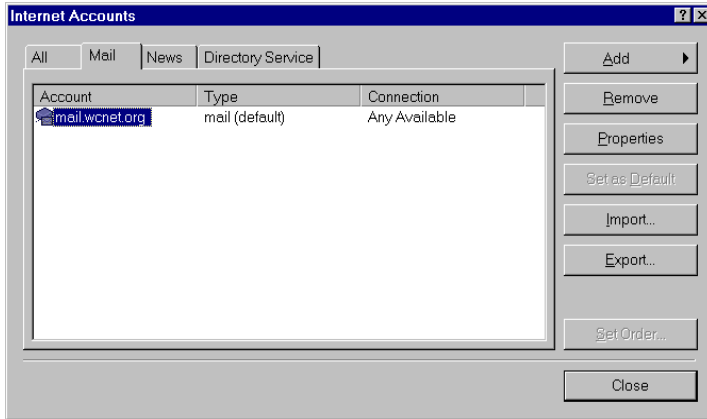 Internet Accounts
All Mail News Directory Service
Account Type Connection
mail.wcnet.org mail (default) Any Available
Add
Remove
Properties
Set as Default
Import...
Export...
Set Order...
Close